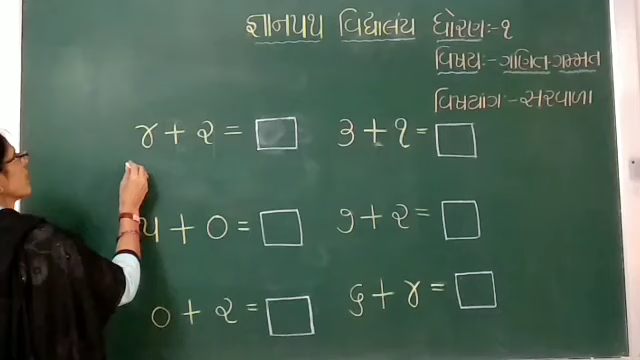 જ્ઞાનપથ વિદ્યાલય ધોરણ:-૧
વિષય:- ગણિત-ગમ્મત
વિષયાંગ:- સરવાળા
૪ + ૨ = □ ૩ + ૧ = □
૫ + ૦ = □ ૭ + ૨ = □
૦ + ૨ = □ ૬ + ૪ = □